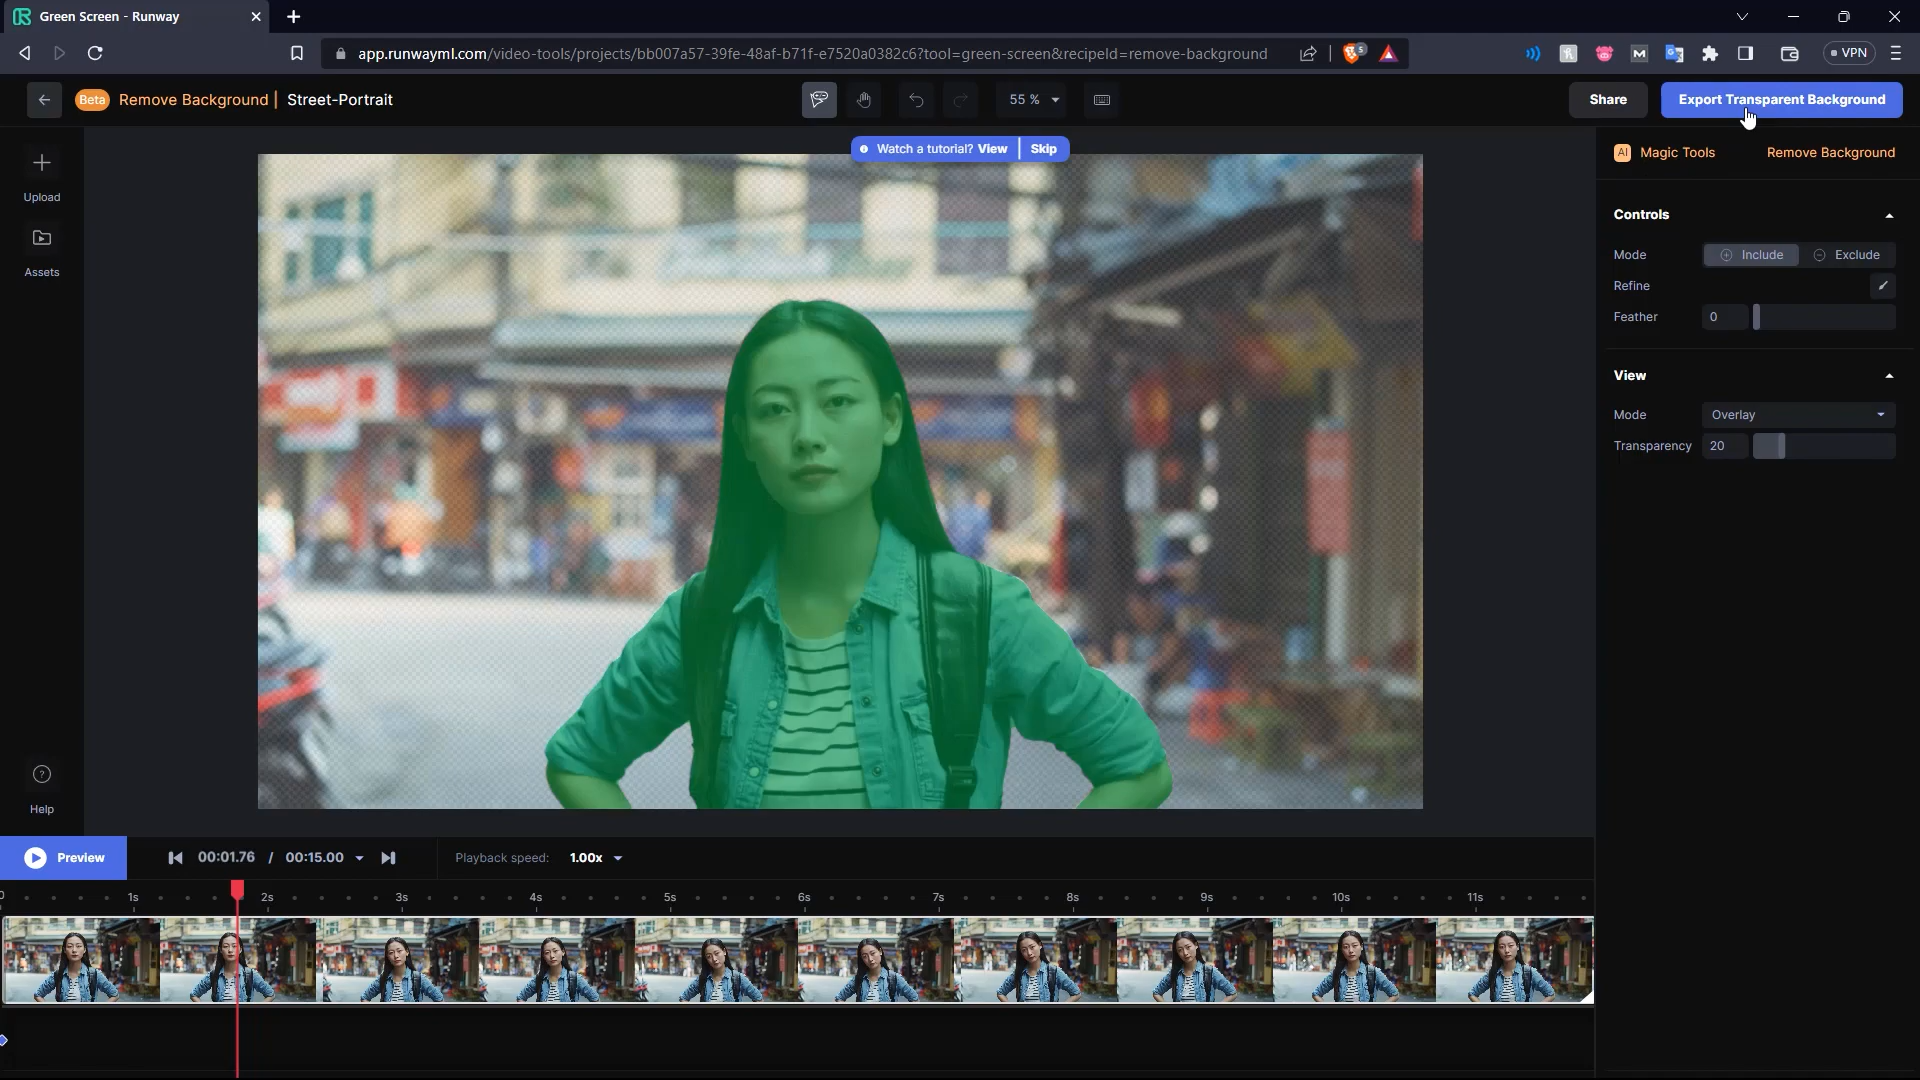 Green Screen - Runway
app.runwayml.com/video-tools/projects/bb007a57-39fe-48af-b71f-e7520a0382c6?tool=green-screen&recipeId=remove-background
5
M
VPN
Beta Remove Background | Street-Portrait
55 %
Share
Export Transparent Background
Watch a tutorial? View | Skip
AI Magic Tools
Remove Background
Upload
Assets
Controls
Mode Include Exclude
Refine
Feather 0
View
Mode Overlay
Transparency 20
? Help
Preview
00:01.76 / 00:15.00
Playback speed: 1.00x
0 1s 2s 3s 4s 5s 6s 7s 8s 9s 10s 11s